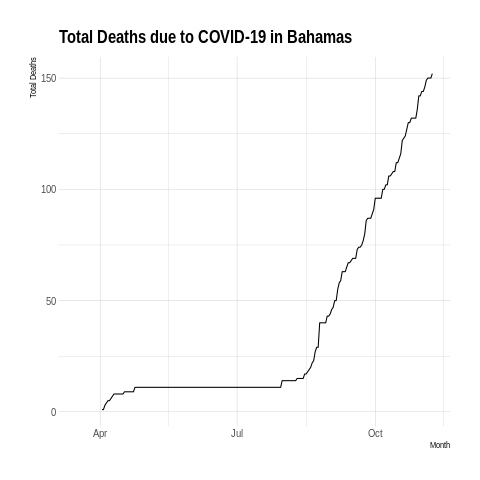 Total Deaths due to COVID-19 in Bahamas
Total Deaths
150
100
50
0
Apr
Jul
Oct
Month